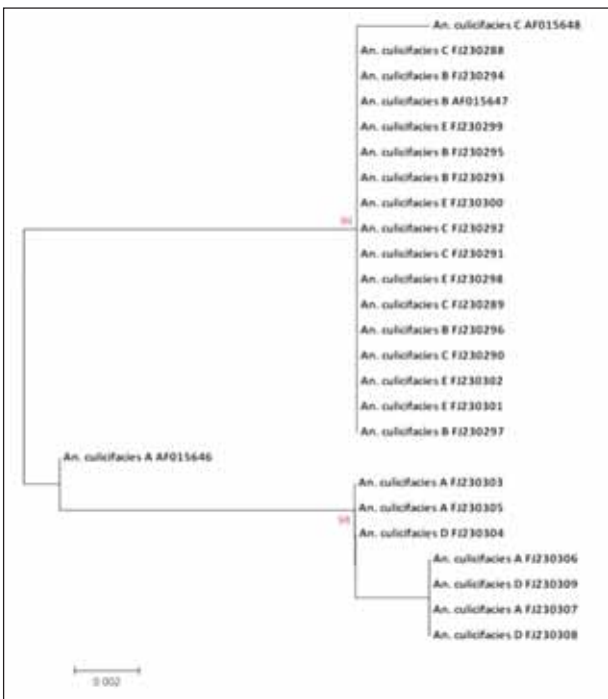 An. culicifacies C AF015648
An. culicifacies C FJ230288
An. culicifacies B FJ230294
An. culicifacies B AF015647
An. culicifacies E FJ230299
An. culicifacies B FJ230295
An. culicifacies B FJ230293
An. culicifacies E FJ230300
An. culicifacies C FJ230292
An. culicifacies C FJ230291
An. culicifacies E FJ230298
An. culicifacies C FJ230289
An. culicifacies B FJ230296
An. culicifacies C FJ230290
An. culicifacies E FJ230302
An. culicifacies E FJ230301
An. culicifacies B FJ230297
An. culicifacies A AF015646
An. culicifacies A FJ230303
An. culicifacies A FJ230305
An. culicifacies D FJ230304
An. culicifacies A FJ230306
An. culicifacies D FJ230309
An. culicifacies A FJ230307
An. culicifacies D FJ230308
0.002